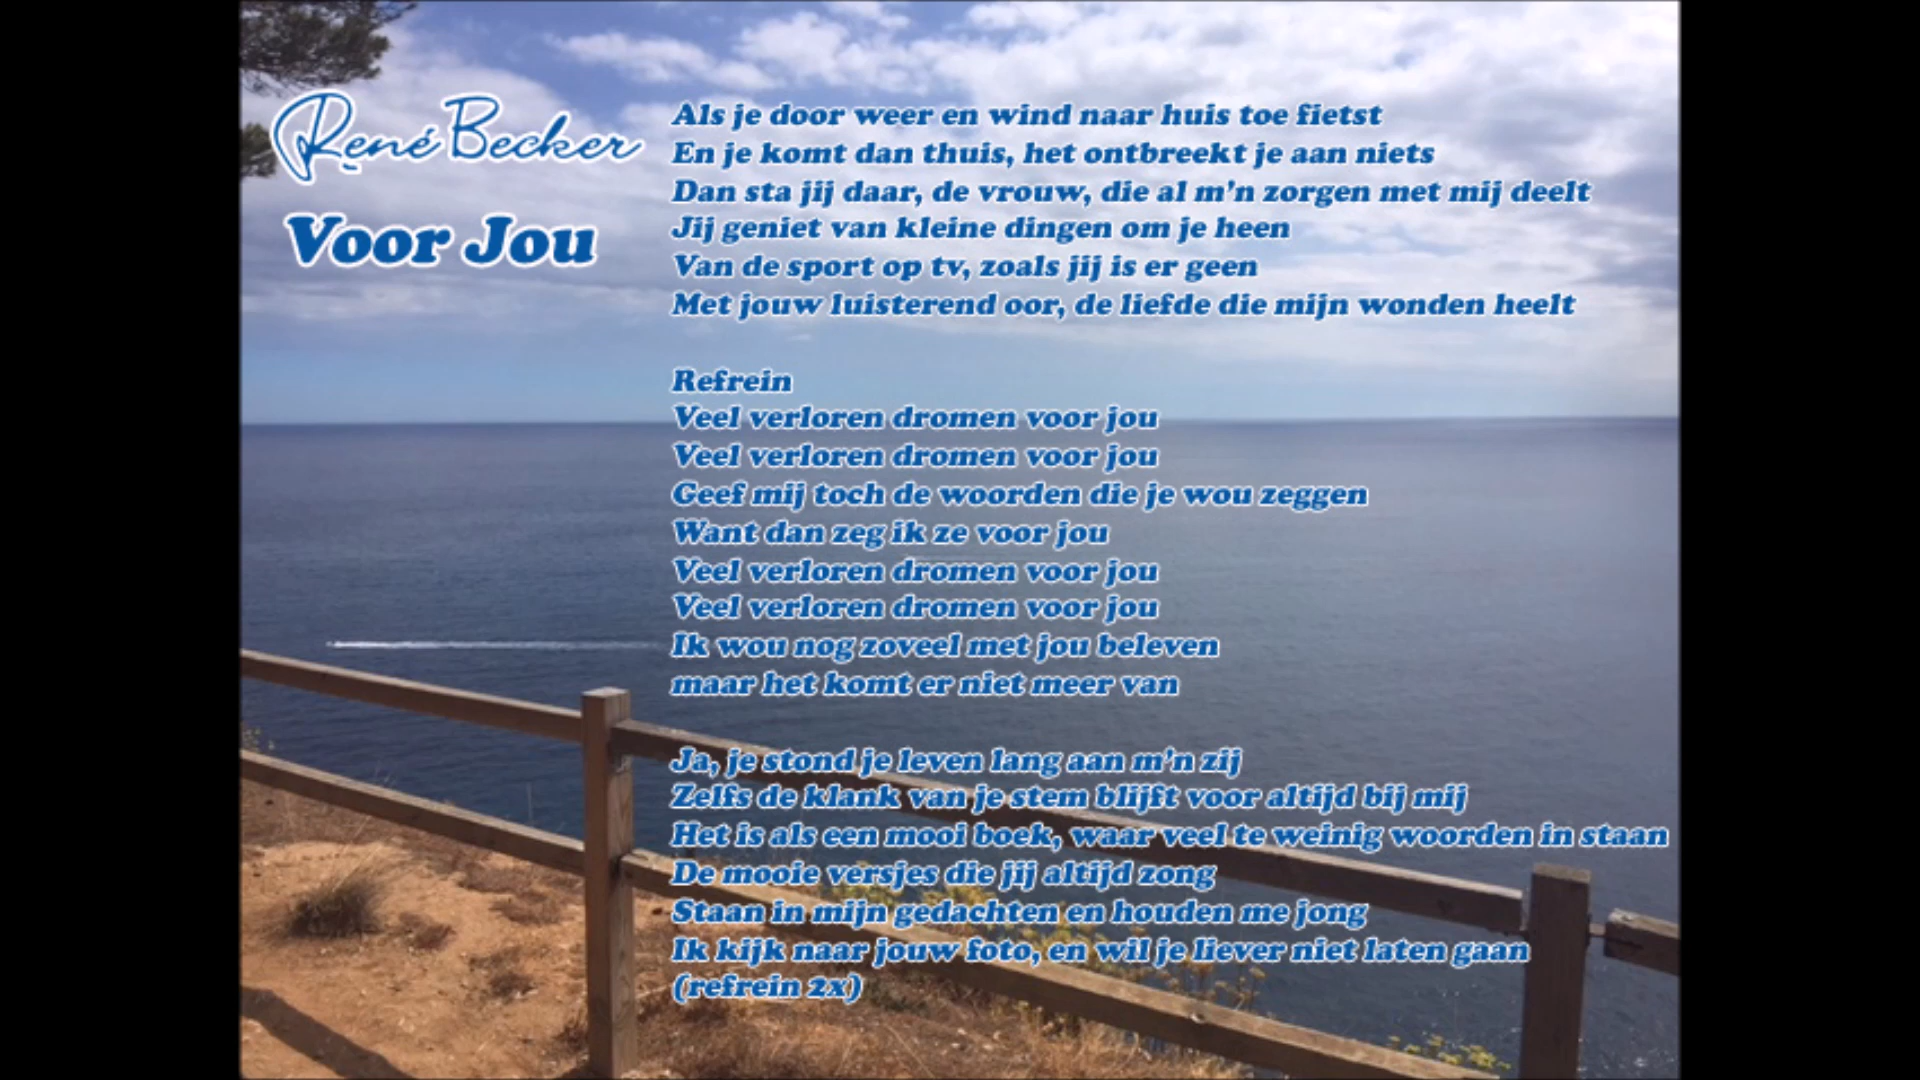 René Becker
Voor Jou
Als je door weer en wind naar huis toe fietst
En je komt dan thuis, het ontbreekt je aan niets
Dan sta jij daar, de vrouw, die al m'n zorgen met mij deelt
Jij geniet van kleine dingen om je heen
Van de sport op tv, zoals jij is er geen
Met jouw luisterend oor, de liefde die mijn wonden heelt
Refrein
Veel verloren dromen voor jou
Veel verloren dromen voor jou
Geef mij toch de woorden die je wou zeggen
Want dan zeg ik ze voor jou
Veel verloren dromen voor jou
Veel verloren dromen voor jou
Ik wou nog zoveel met jou beleven
maar het komt er niet meer van
Ja, je stond je leven lang aan m'n zij
Zelfs de klank van je stem blijft voor altijd bij mij
Het is als een mooi boek, waar veel te weinig woorden in staan
De mooie versjes die jij altijd zong
Staan in mijn gedachten en houden me jong
Ik kijk naar jouw foto, en wil je liever niet laten gaan
(refrein 2x)